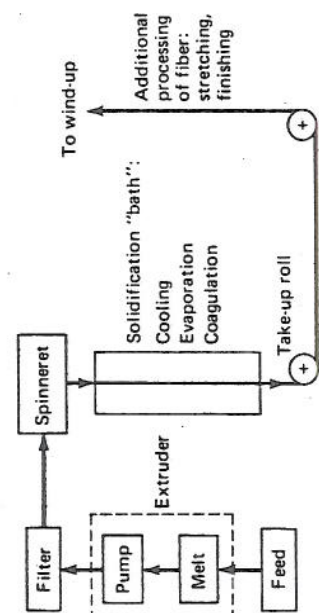 Feed
Melt
Pump
Extruder
Filter
Spinneret
Solidification "bath":
Cooling
Evaporation
Coagulation
Take-up roll
+
+
Additional
processing
of fiber:
stretching,
finishing
To wind-up